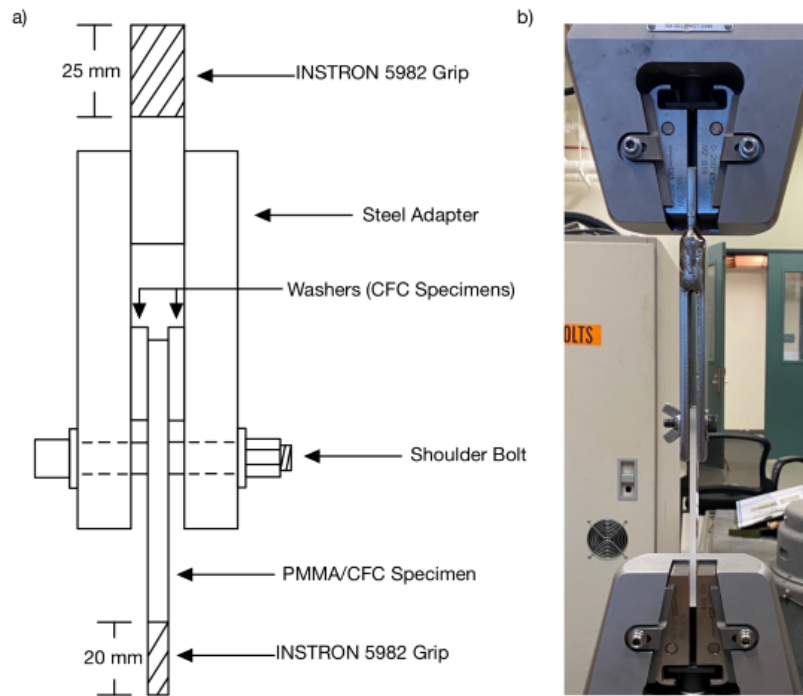 a)
b)
25 mm
INSTRON 5982 Grip
Steel Adapter
Washers (CFC Specimens)
OLTS
Shoulder Bolt
PMMA/CFC Specimen
20 mm
INSTRON 5982 Grip